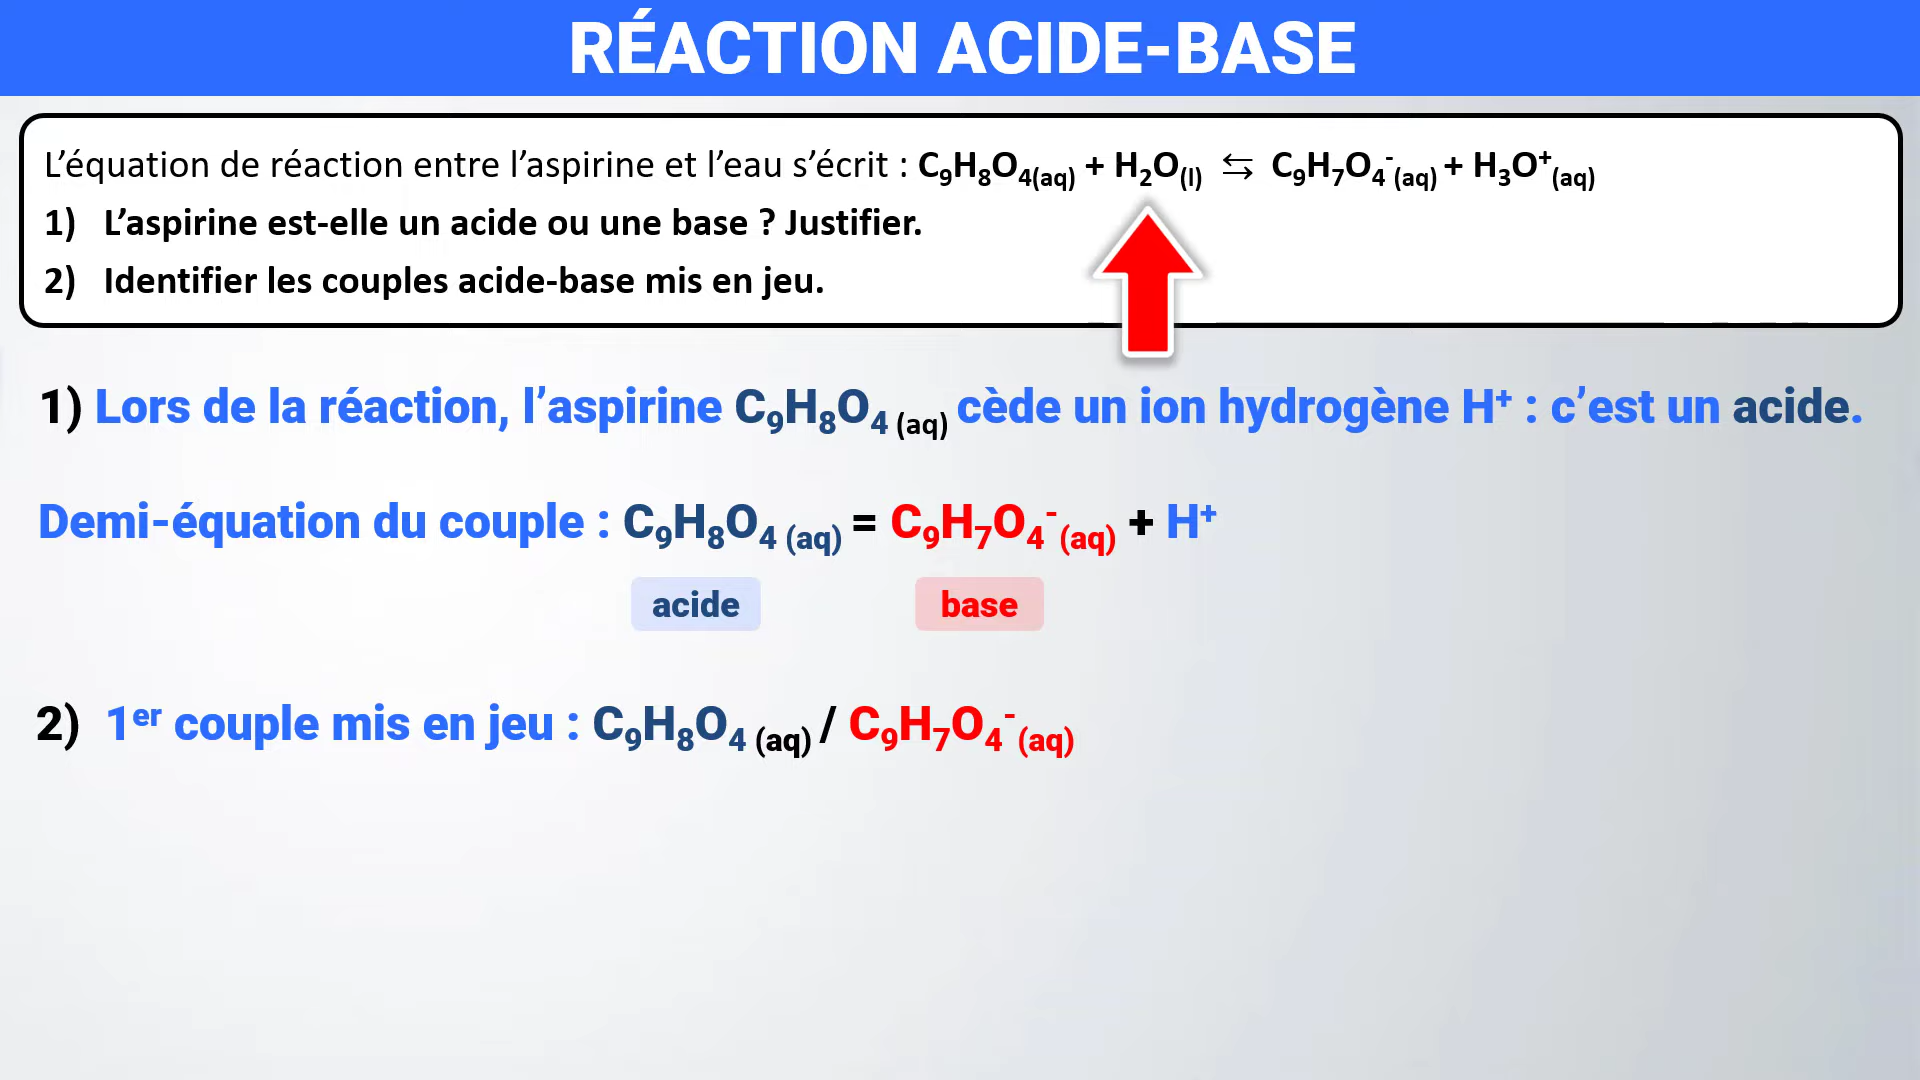 RÉACTION ACIDE-BASE
L’équation de réaction entre l’aspirine et l’eau s’écrit : C₉H₈O₄(aq) + H₂O(l) ⇆ C₉H₇O₄⁻(aq) + H₃O⁺(aq)
1) L’aspirine est-elle un acide ou une base ? Justifier.
2) Identifier les couples acide-base mis en jeu.
1) Lors de la réaction, l’aspirine C₉H₈O₄ (aq) cède un ion hydrogène H⁺ : c’est un acide.
Demi-équation du couple : C₉H₈O₄ (aq) = C₉H₇O₄⁻(aq) + H⁺
acide base
2) 1ᵉʳ couple mis en jeu : C₉H₈O₄ (aq) / C₉H₇O₄⁻(aq)